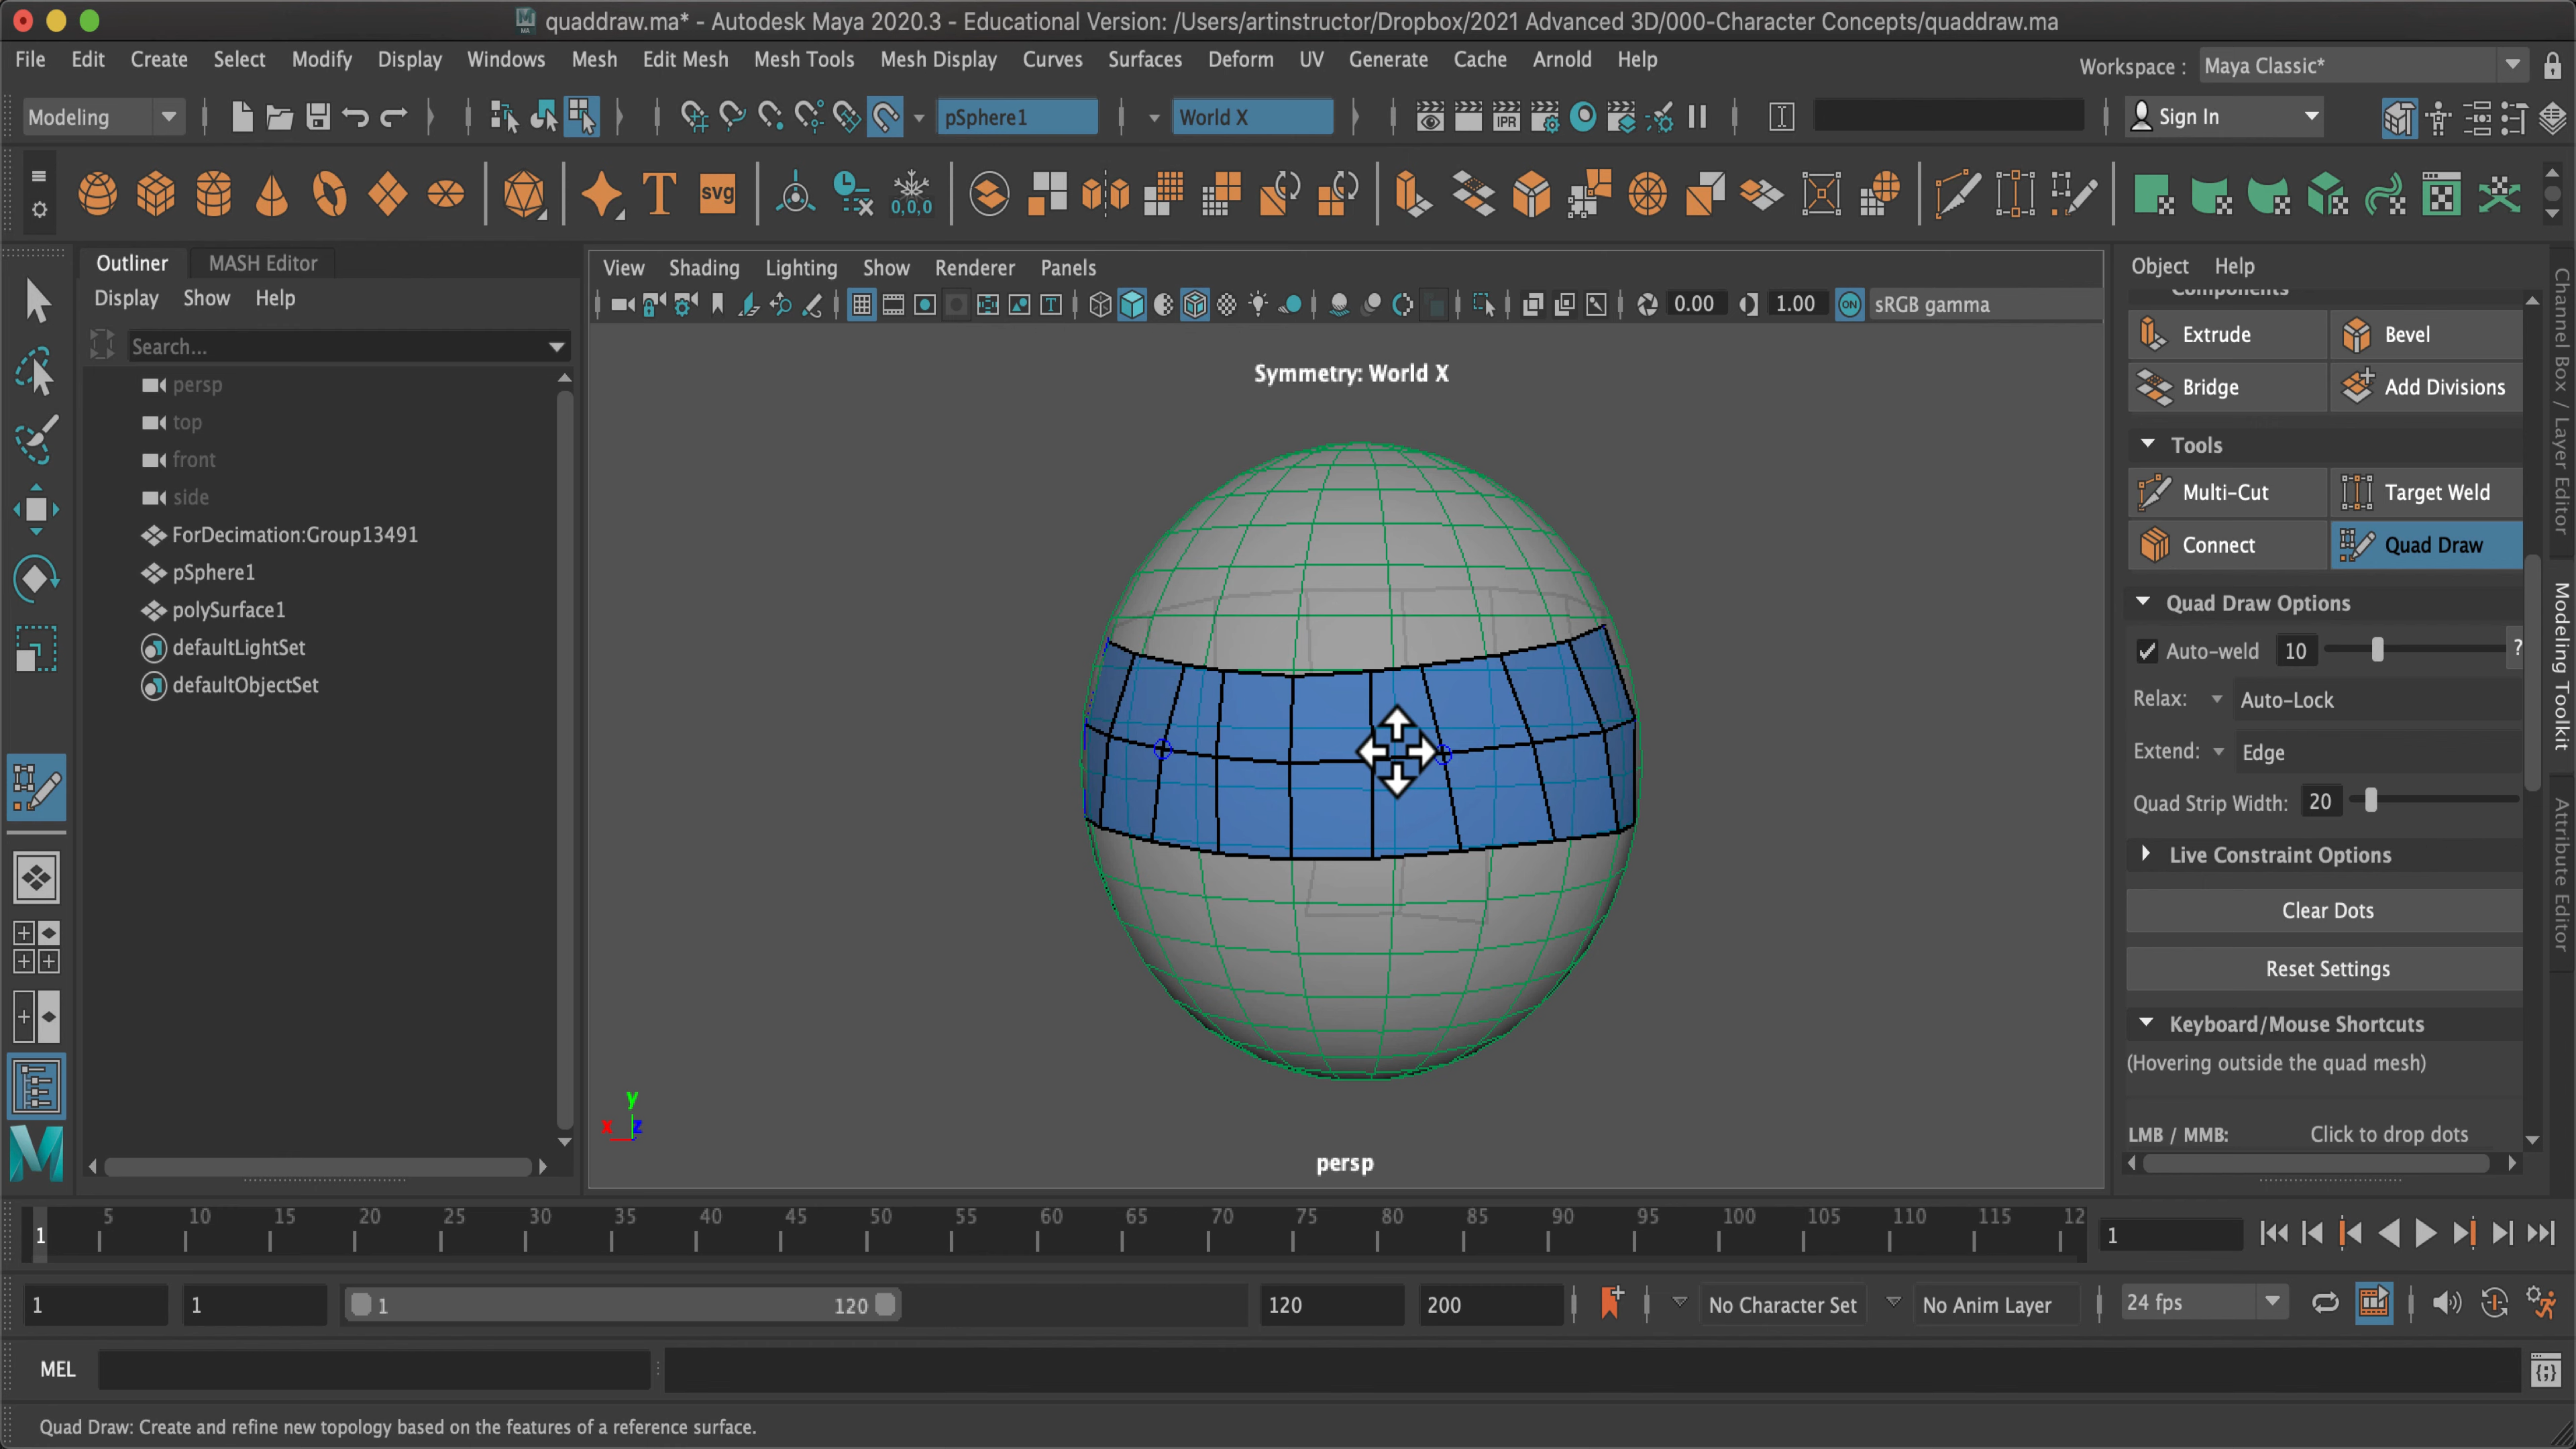 quaddraw.ma* - Autodesk Maya 2020.3 - Educational Version: /Users/artinstructor/Dropbox/2021 Advanced 3D/000-Character Concepts/quaddraw.ma
File Edit Create Select Modify Display Windows Mesh Edit Mesh Mesh Tools Mesh Display Curves Surfaces Deform UV Generate Cache Arnold Help
Workspace : Maya Classic*
Modeling pSphere1 World X IPR Sign In
T svg 0,0,0
Outliner MASH Editor
Display Show Help
Search...
persp
top
front
side
ForDecimation:Group13491
pSphere1
polySurface1
defaultLightSet
defaultObjectSet
View Shading Lighting Show Renderer Panels
0.00 1.00 ON sRGB gamma
Symmetry: World X
y
x z
persp
Object Help
Components
Extrude Bevel
Bridge Add Divisions
Tools
Multi-Cut Target Weld
Connect Quad Draw
Quad Draw Options
Auto-weld 10 ?
Relax: Auto-Lock
Extend: Edge
Quad Strip Width: 20
Live Constraint Options
Clear Dots
Reset Settings
Keyboard/Mouse Shortcuts
(Hovering outside the quad mesh)
LMB / MMB: Click to drop dots
Channel Box / Layer Editor
Modeling Toolkit
Attribute Editor
1 5 10 15 20 25 30 35 40 45 50 55 60 65 70 75 80 85 90 95 100 105 110 115 12 1
1 1 1 120 120 200 No Character Set No Anim Layer 24 fps
MEL
Quad Draw: Create and refine new topology based on the features of a reference surface.